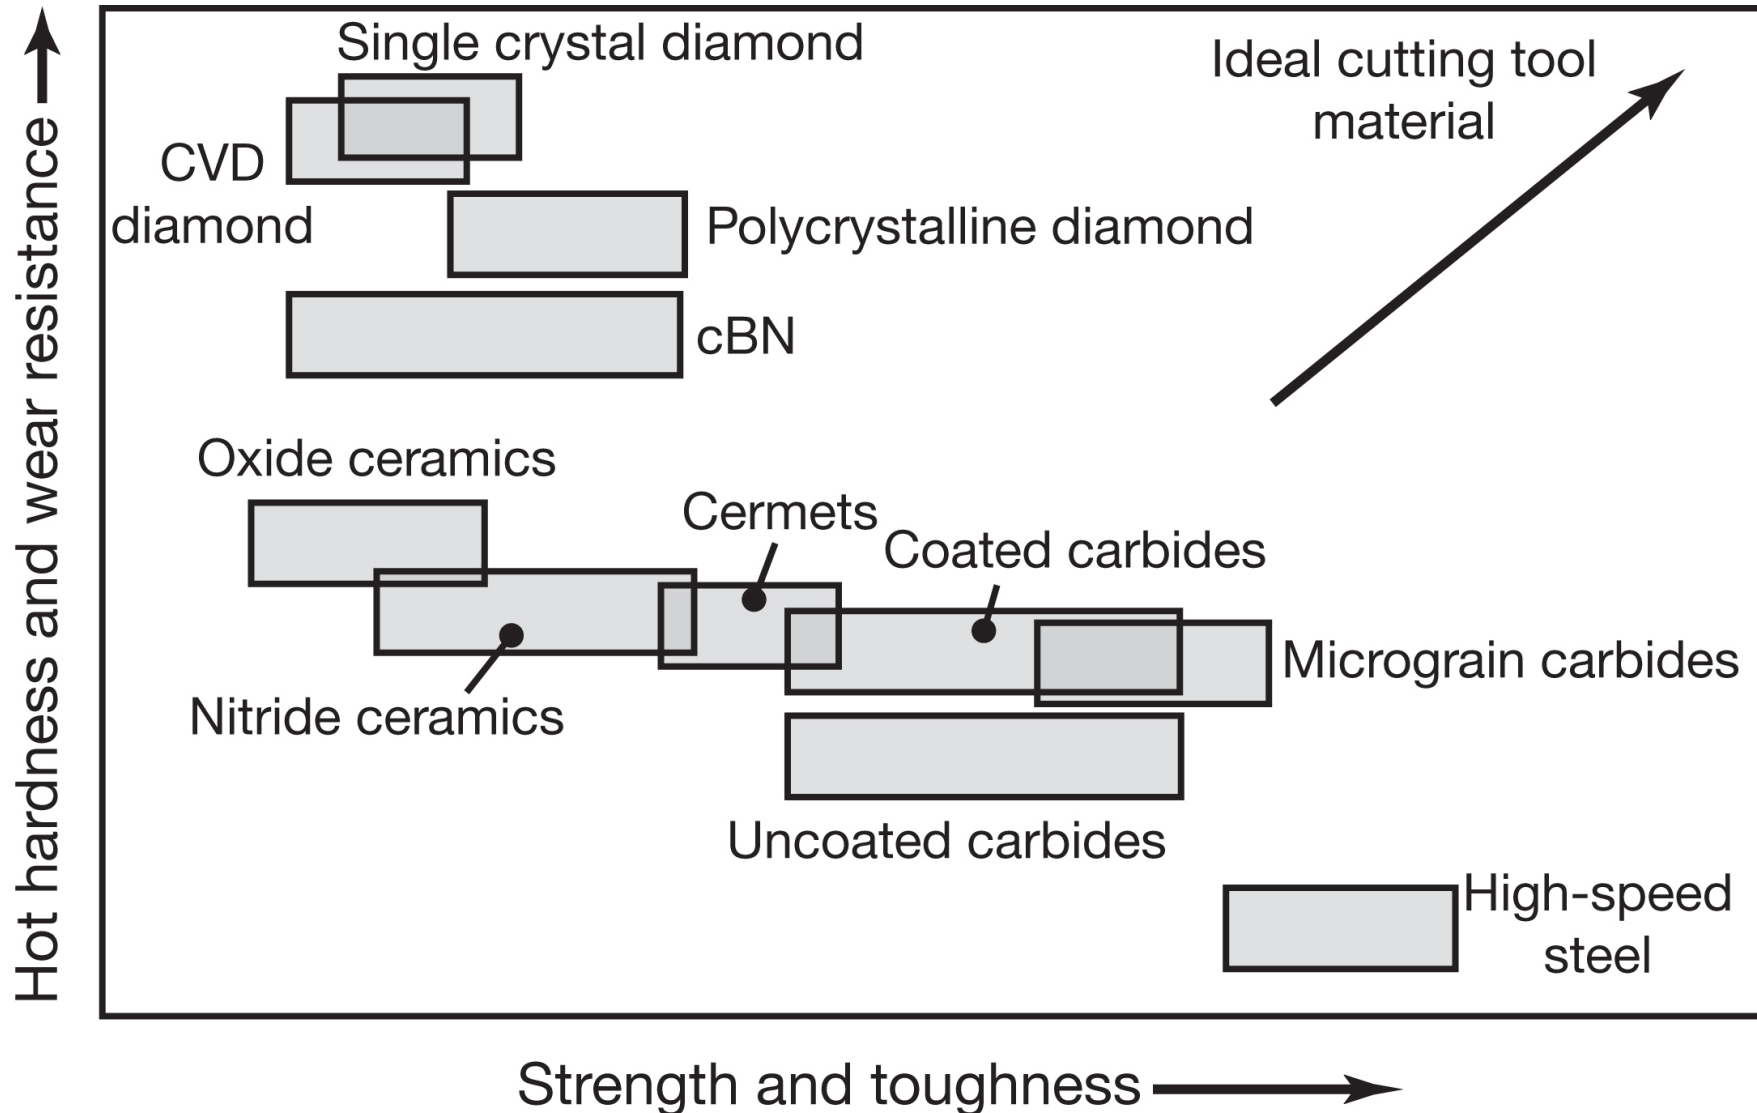 Hot hardness and wear resistance
Single crystal diamond
Ideal cutting tool
material
CVD
diamond
Polycrystalline diamond
cBN
Oxide ceramics
Cermets
Coated carbides
Micrograin carbides
Nitride ceramics
Uncoated carbides
High-speed
steel
Strength and toughness